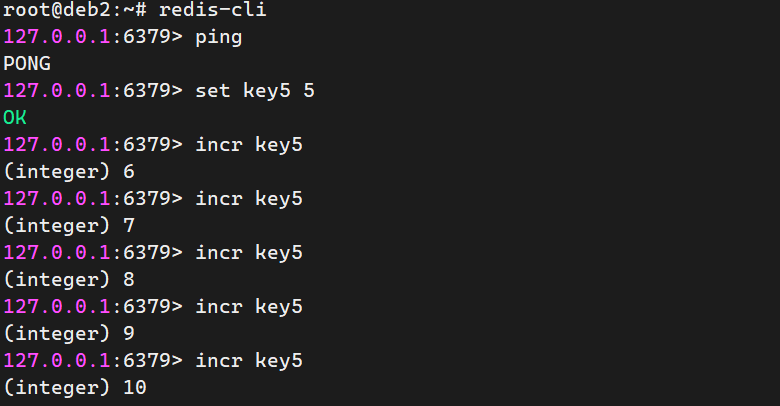 root@deb2:~# redis-cli
127.0.0.1:6379> ping
PONG
127.0.0.1:6379> set key5 5
OK
127.0.0.1:6379> incr key5
(integer) 6
127.0.0.1:6379> incr key5
(integer) 7
127.0.0.1:6379> incr key5
(integer) 8
127.0.0.1:6379> incr key5
(integer) 9
127.0.0.1:6379> incr key5
(integer) 10